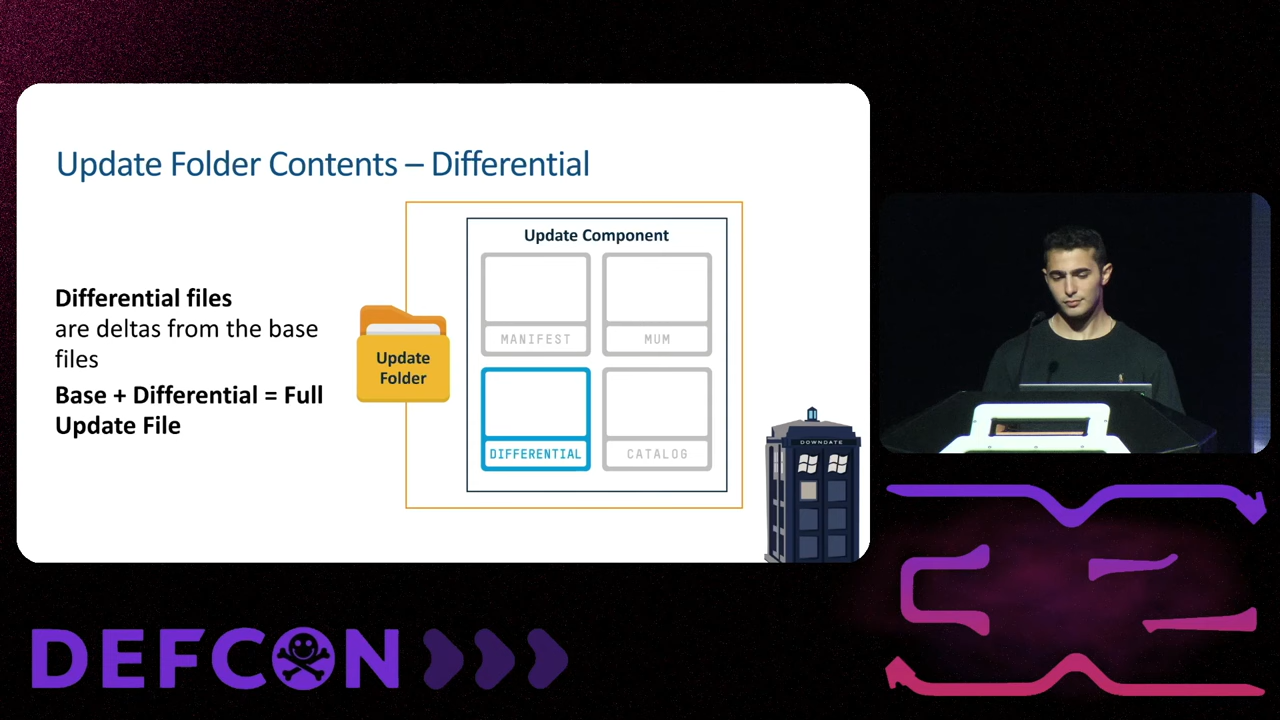 Update Folder Contents – Differential
Differential files
are deltas from the base
files
Base + Differential = Full
Update File
Update
Folder
Update Component
MANIFEST
MUM
DIFFERENTIAL
CATALOG
DOWNDATE
DEFCON